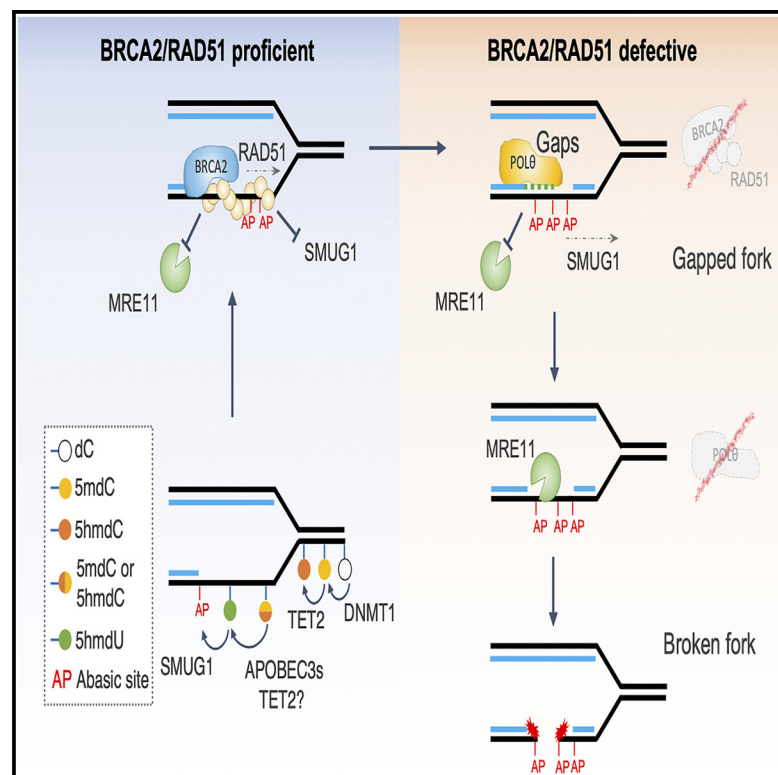 BRCA2/RAD51 proficient
BRCA2
RAD51
AP AP
SMUG1
MRE11
dC
5mdC
5hmdC
5mdC or
5hmdC
5hmdU
AP Abasic site
AP
SMUG1
APOBEC3s
TET2?
TET2
DNMT1
BRCA2/RAD51 defective
POLθ
Gaps
AP AP AP
SMUG1
MRE11
BRCA2
RAD51
Gapped fork
MRE11
AP AP AP
POLθ
Broken fork
AP AP AP